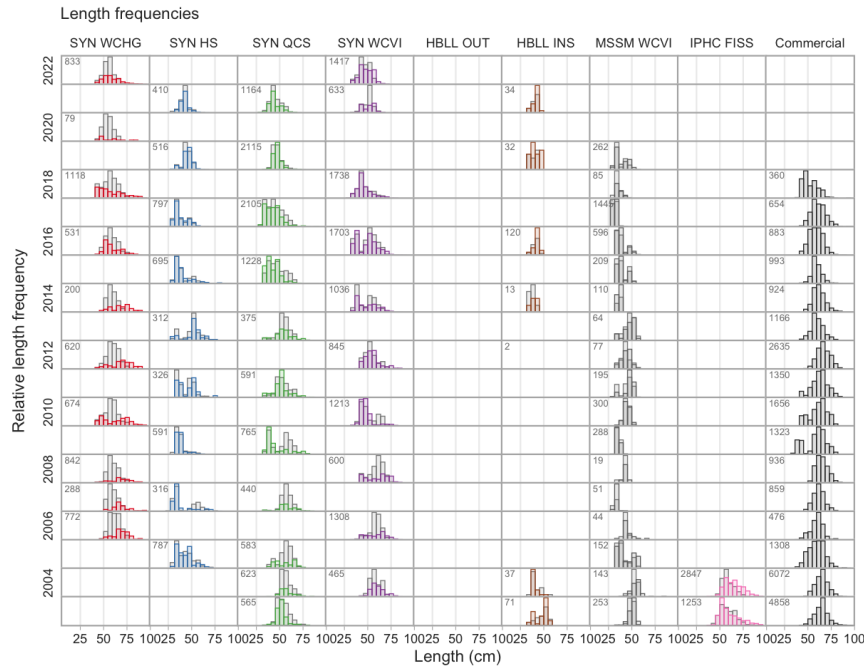 Length frequencies
SYN WCHG SYN HS SYN QCS SYN WCVI HBLL OUT HBLL INS MSSM WCVI IPHC FISS Commercial
2022 833 1417
410 1164 633 34
2020 79
516 2115 32 262
2018 1118 1738 85 360
797 2105 654
2016 531 1703 120 596 883
695 1228 209 993
2014 200 1036 13 110 924
312 375 64 1166
2012 620 845 2 77 2635
326 591 195 1350
2010 674 1213 300 1656
591 765 288 1323
2008 842 600 19 936
288 316 440 51 859
2006 772 1308 44 476
787 583 152 1308
2004 623 465 37 143 2847 6072
565 71 253 1253 4858
25 50 75 10025 50 75 10025 50 75 10025 50 75 10025 50 75 10025 50 75 10025 50 75 10025 50 75 10025 50 75 100
Length (cm)
Relative length frequency